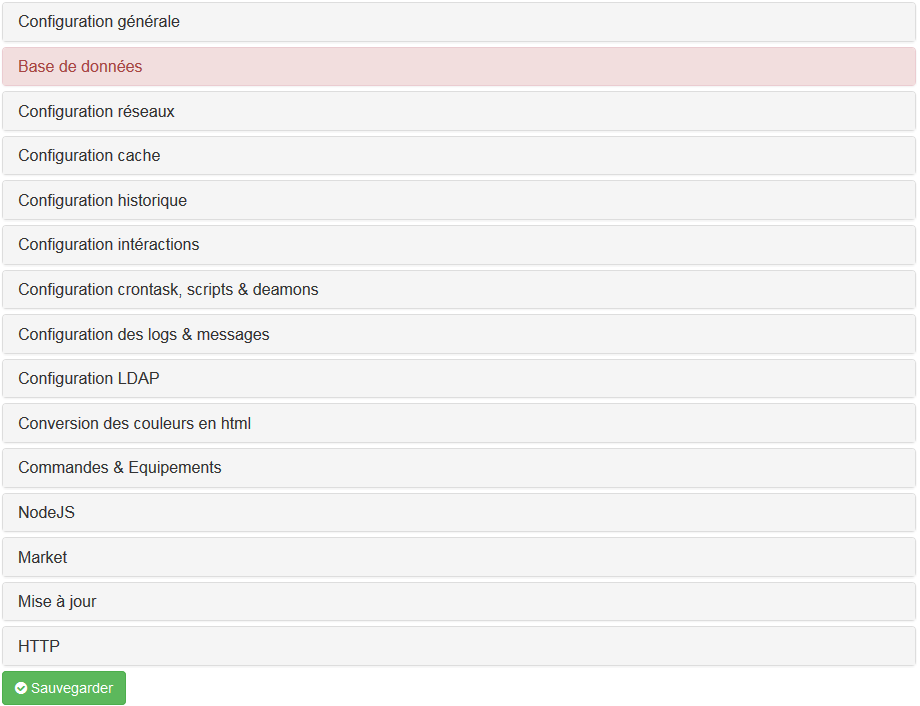 Configuration générale
Base de données
Configuration réseaux
Configuration cache
Configuration historique
Configuration intéractions
Configuration crontask, scripts & deamons
Configuration des logs & messages
Configuration LDAP
Conversion des couleurs en html
Commandes & Equipements
NodeJS
Market
Mise à jour
HTTP
Sauvegarder